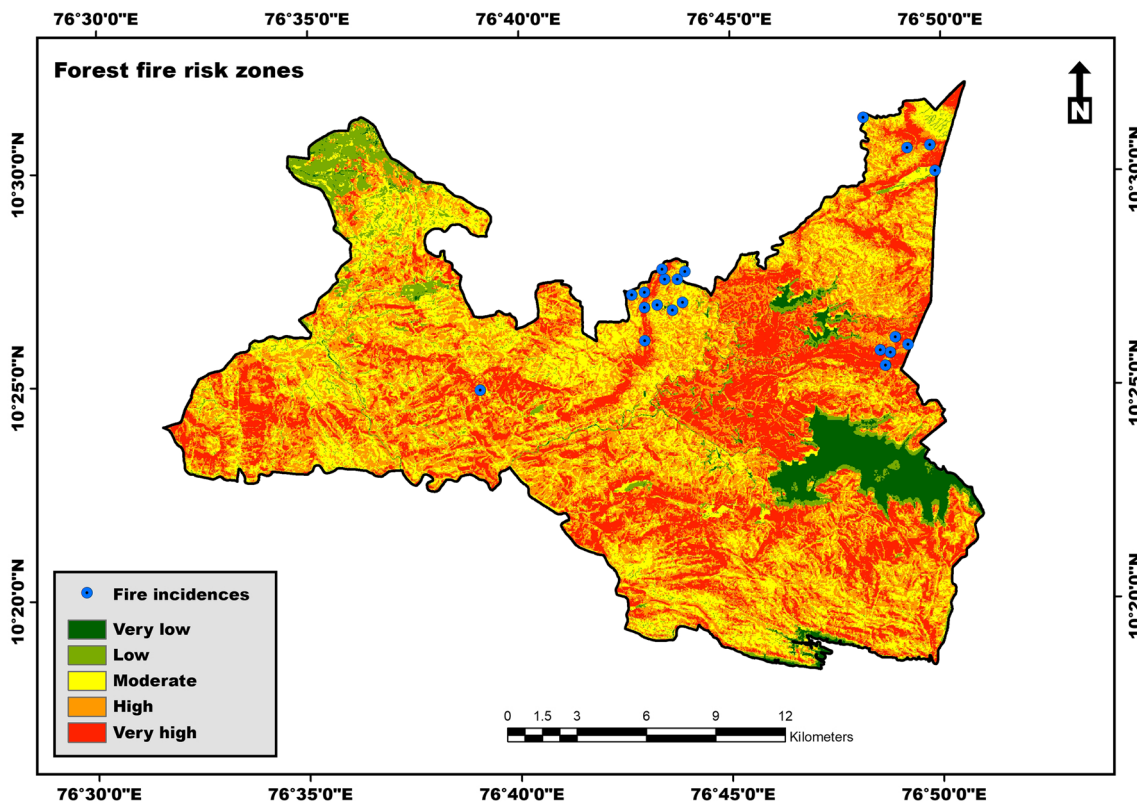 76°30'0"E 76°35'0"E 76°40'0"E 76°45'0"E 76°50'0"E
Forest fire risk zones
N
10°30'0"N 10°30'0"N
10°25'0"N 10°25'0"N
10°20'0"N 10°20'0"N
Fire incidences
Very low
Low
Moderate
High
Very high
0 1.5 3 6 9 12
Kilometers
76°30'0"E 76°35'0"E 76°40'0"E 76°45'0"E 76°50'0"E